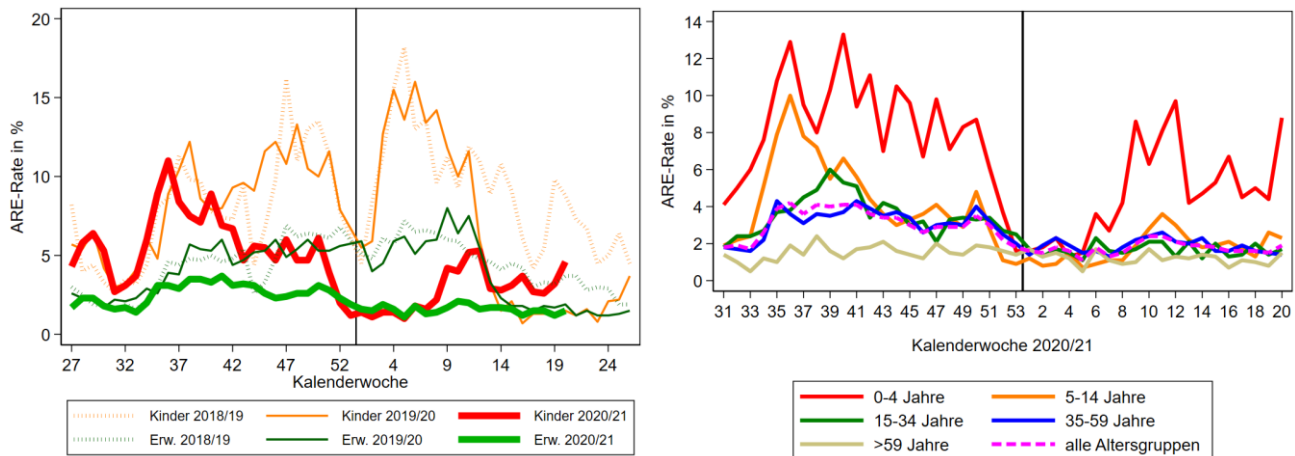 ARE-Rate in %
20
15
10
5
0
27 32 37 42 47 52 4 9 14 19 24
Kalenderwoche
Kinder 2018/19 Kinder 2019/20 Kinder 2020/21
Erw. 2018/19 Erw. 2019/20 Erw. 2020/21
ARE-Rate in %
14
12
10
8
6
4
2
0
31 33 35 37 39 41 43 45 47 49 51 53 2 4 6 8 10 12 14 16 18 20
Kalenderwoche 2020/21
0-4 Jahre 5-14 Jahre
15-34 Jahre 35-59 Jahre
>59 Jahre alle Altersgruppen